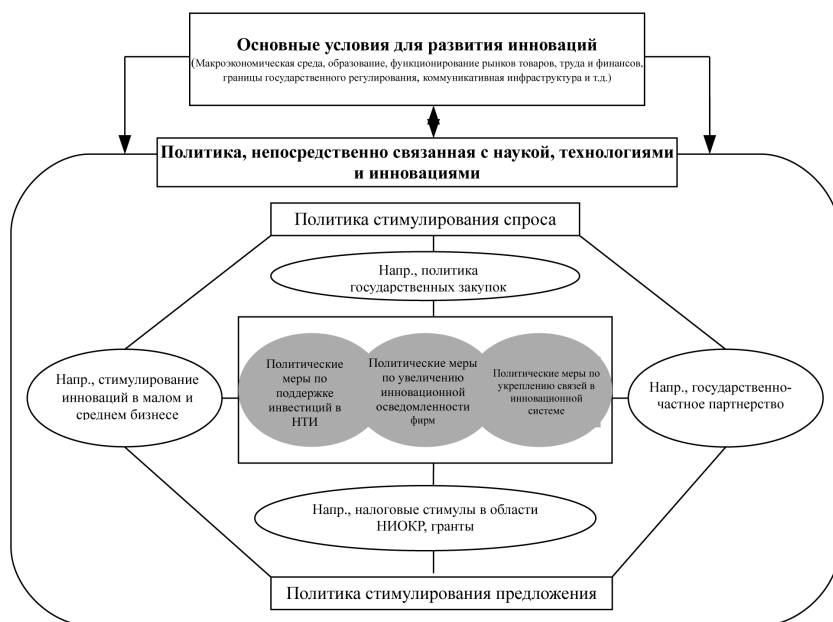 Основные условия для развития инноваций
(Макроэкономическая среда, образование, функционирование рынков товаров, труда и финансов,
границы государственного регулирования, коммуникативная инфраструктура и т.д.)
Политика, непосредственно связанная с наукой, технологиями
и инновациями
Политика стимулирования спроса
Напр., политика
государственных закупок
Напр., стимулирование
инноваций в малом и
среднем бизнесе
Политические
меры по
поддержке
инвестиций в
НТИ
Политические меры
по увеличению
инновационной
осведомленности
фирм
Политические меры по
укреплению связей в
инновационной
системе
Напр., государственно-
частное партнерство
Напр., налоговые стимулы в области
НИОКР, гранты
Политика стимулирования предложения